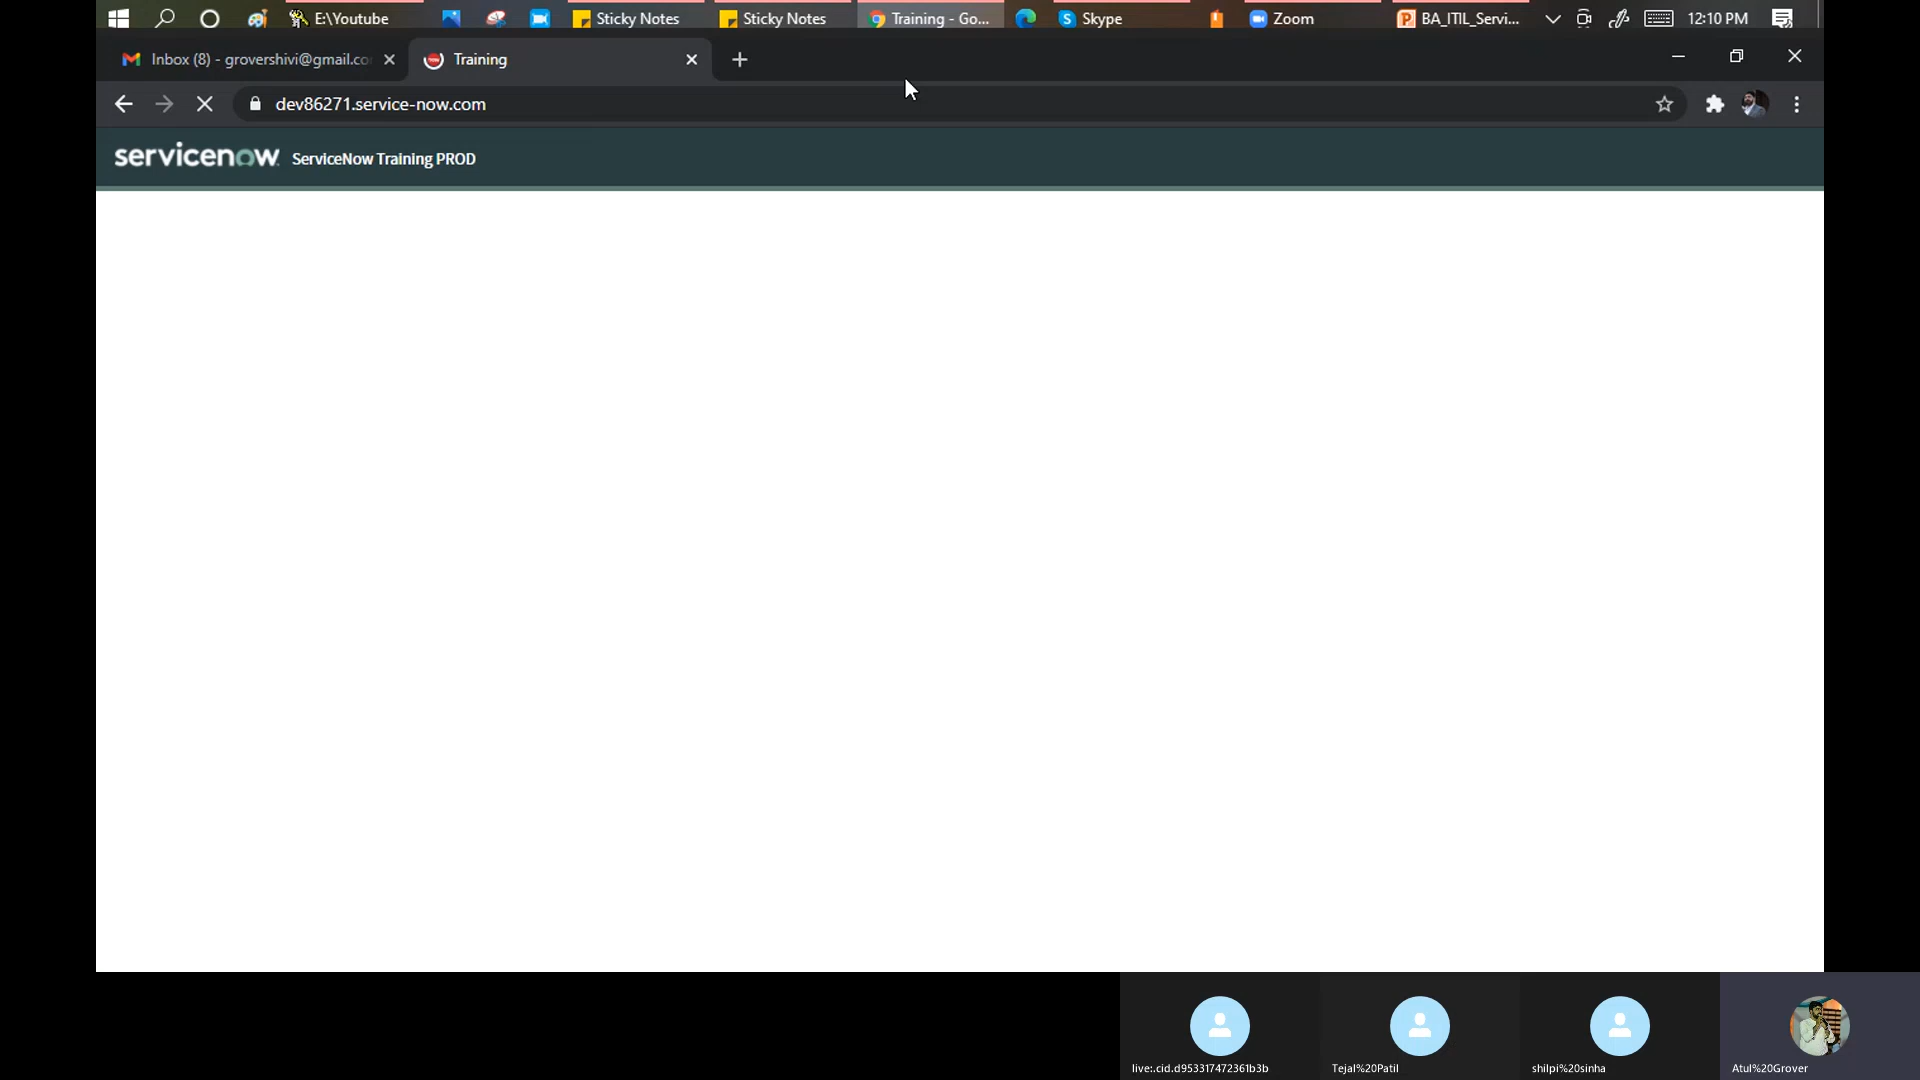 E:\Youtube
Sticky Notes
Sticky Notes
Training - Go...
Skype
Zoom
BA_ITIL_Servi...
12:10 PM
Inbox (8) - grovershivi@gmail.co
Training
dev86271.service-now.com
servicenow
ServiceNow Training PROD
live:.cid.d953317472361b3b
Tejal%20Patil
shilpi%20sinha
Atul%20Grover